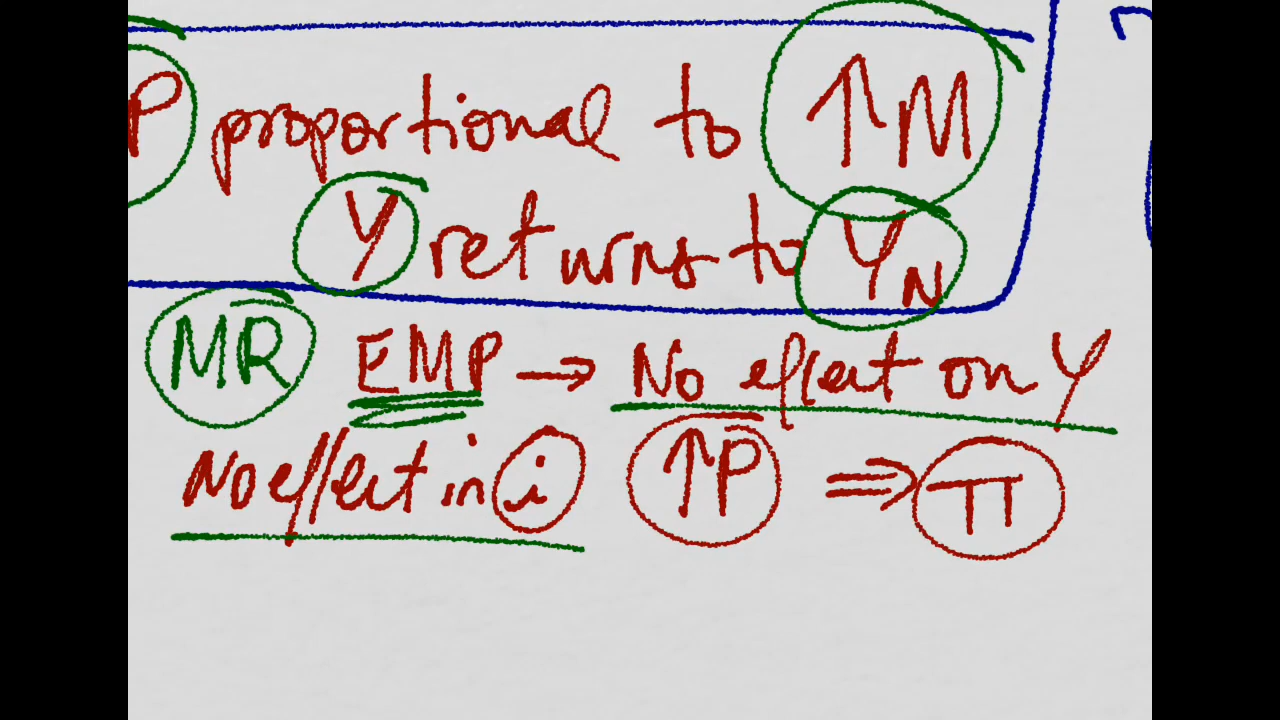 P proportional to ↑M
Y returns to YN
MR EMP → No effect on Y
No effect in i ↑P ⇒ π